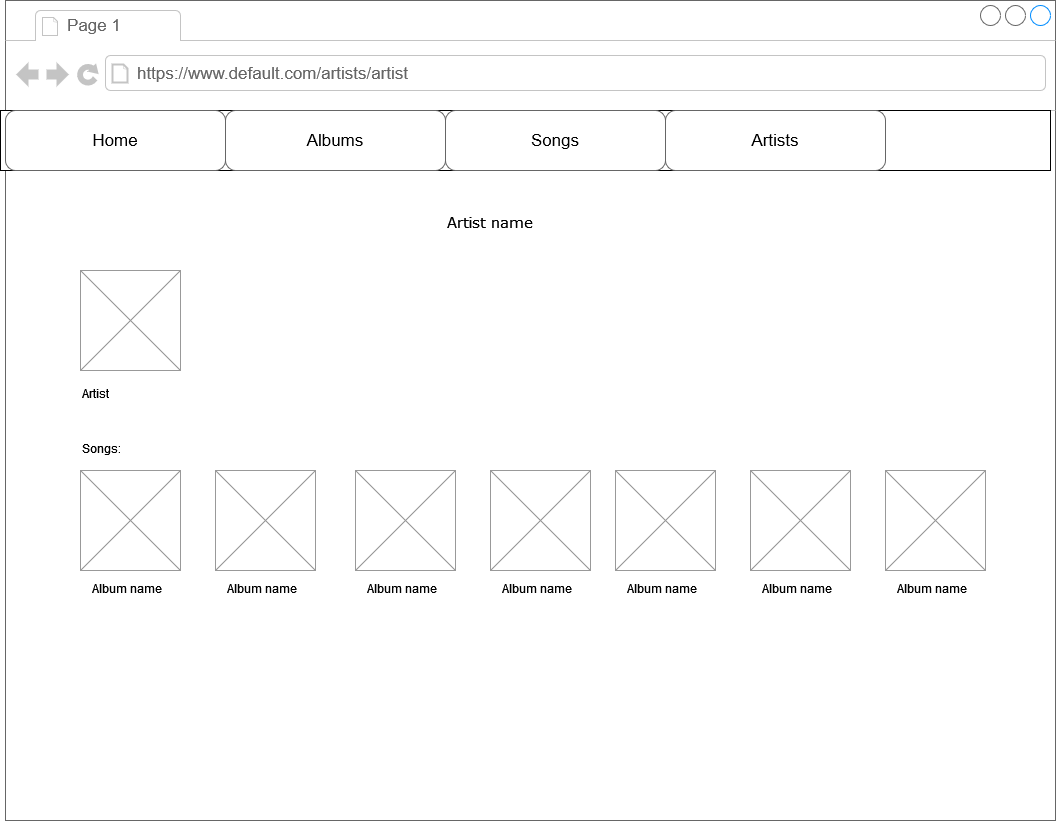 Page 1
https://www.default.com/artists/artist
Home Albums Songs Artists
Artist name
Artist
Songs:
Album name Album name Album name Album name Album name Album name Album name